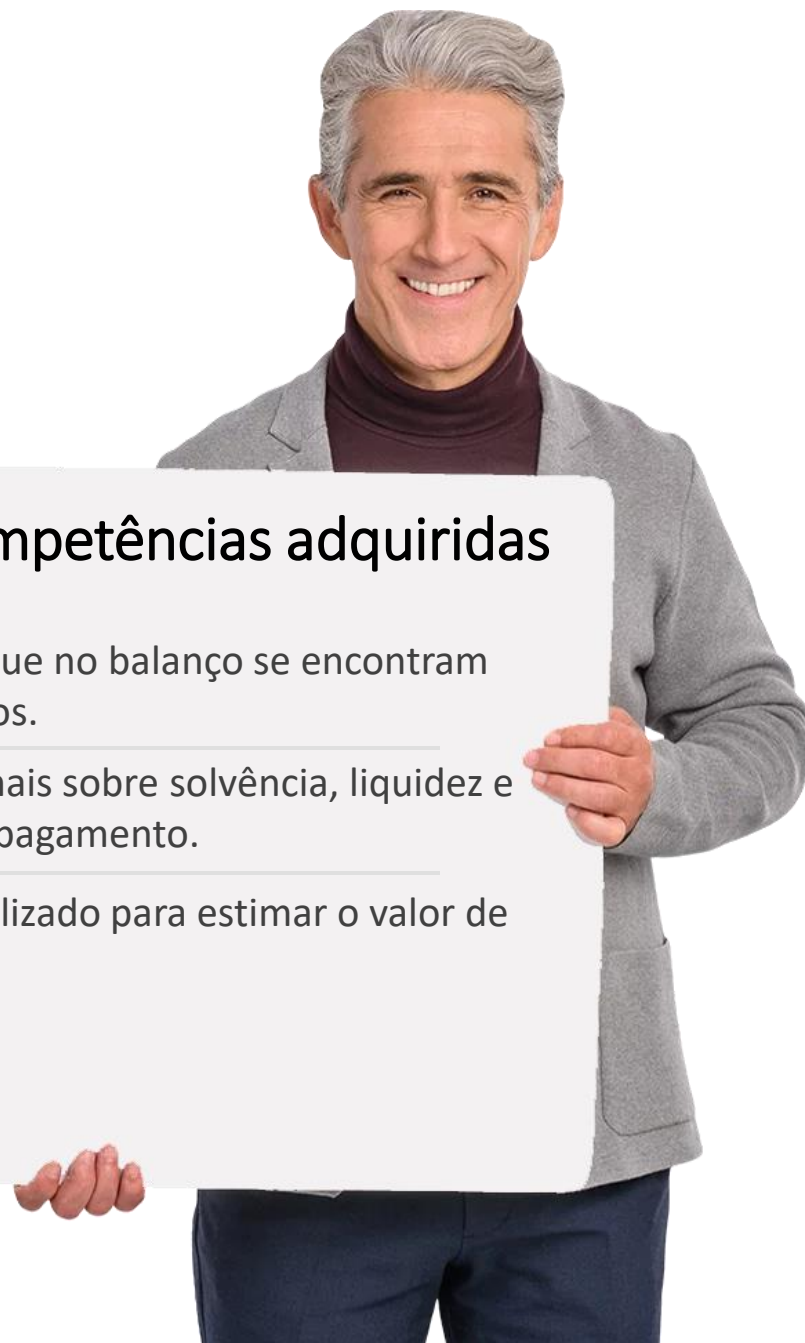 mpetências adquiridas
ue no balanço se encontram
os.
nais sobre solvência, liquidez e
pagamento.
lizado para estimar o valor de